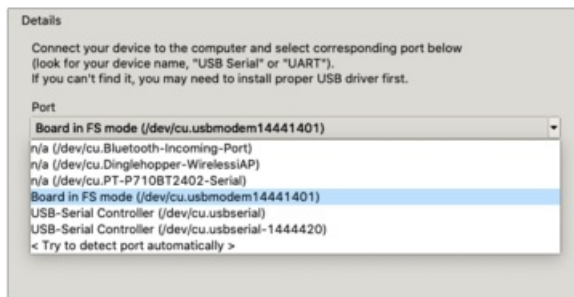 Details
Connect your device to the computer and select corresponding port below
(look for your device name, "USB Serial" or "UART").
If you can't find it, you may need to install proper USB driver first.
Port
Board in FS mode (/dev/cu.usbmodem14441401)
n/a (/dev/cu.Bluetooth-Incoming-Port)
n/a (/dev/cu.Dinglehopper-WirelessiAP)
n/a (/dev/cu.PT-P710BT2402-Serial)
Board in FS mode (/dev/cu.usbmodem14441401)
USB-Serial Controller (/dev/cu.usbserial)
USB-Serial Controller (/dev/cu.usbserial-1444420)
< Try to detect port automatically >